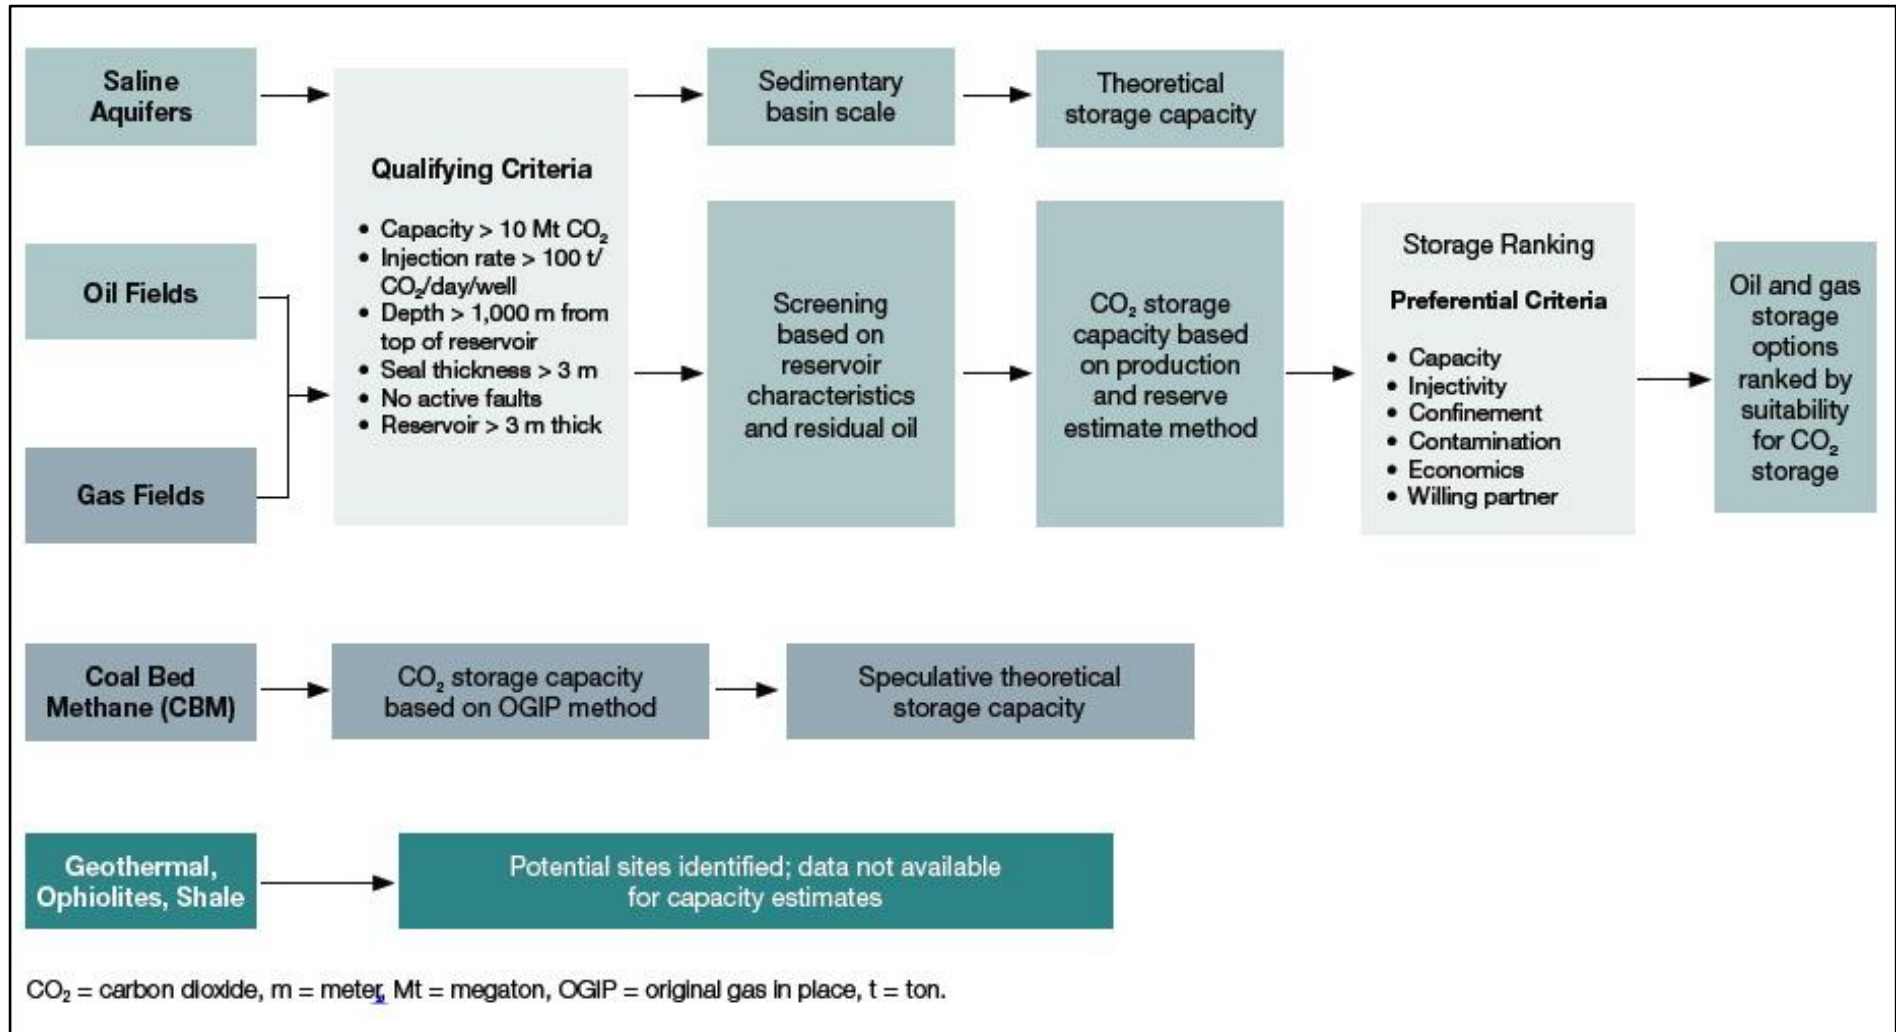 Saline
Aquifers
Oil Fields
Gas Fields
Qualifying Criteria
• Capacity > 10 Mt CO₂
• Injection rate > 100 t/
CO₂/day/well
• Depth > 1,000 m from
top of reservoir
• Seal thickness > 3 m
• No active faults
• Reservoir > 3 m thick
Sedimentary
basin scale
Theoretical
storage capacity
Screening
based on
reservoir
characteristics
and residual oil
CO₂ storage
capacity based
on production
and reserve
estimate method
Storage Ranking
Preferential Criteria
• Capacity
• Injectivity
• Confinement
• Contamination
• Economics
• Willing partner
Oil and gas
storage
options
ranked by
suitability
for CO₂
storage
Coal Bed
Methane (CBM)
CO₂ storage capacity
based on OGIP method
Speculative theoretical
storage capacity
Geothermal,
Ophiolites, Shale
Potential sites identified; data not available
for capacity estimates
CO₂ = carbon dioxide, m = meter, Mt = megaton, OGIP = original gas in place, t = ton.